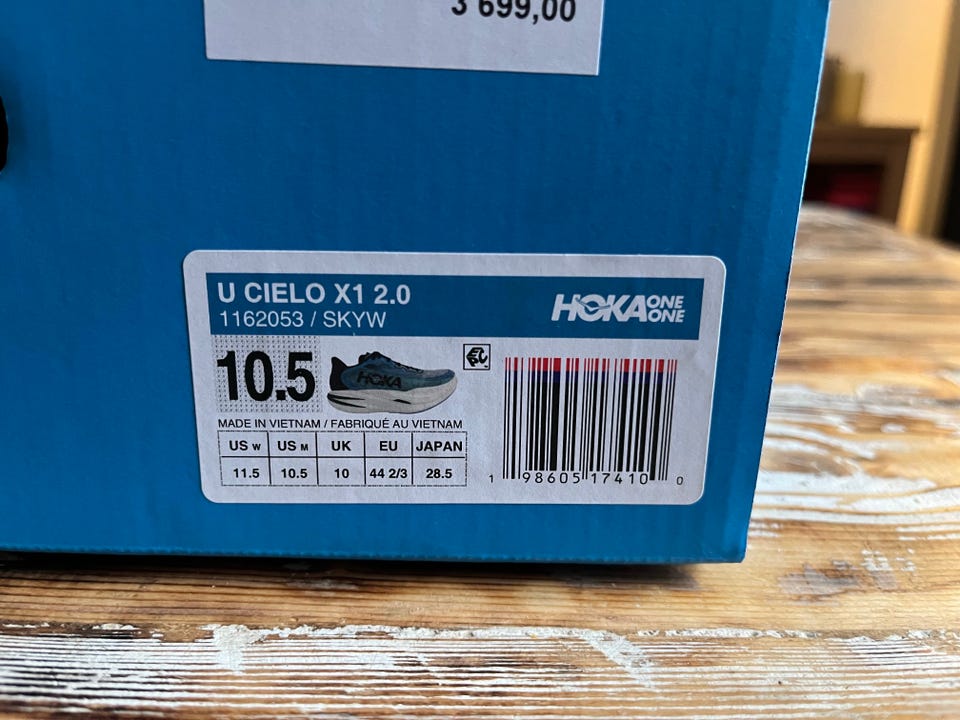 3 699,00
U CIELO X1 2.0
1162053 / SKYW
HOKA ONE ONE
10.5
HOKA
MADE IN VIETNAM / FABRIQUÉ AU VIETNAM
US W US M UK EU JAPAN
11.5 10.5 10 44 2/3 28.5
1 98605 17410 0